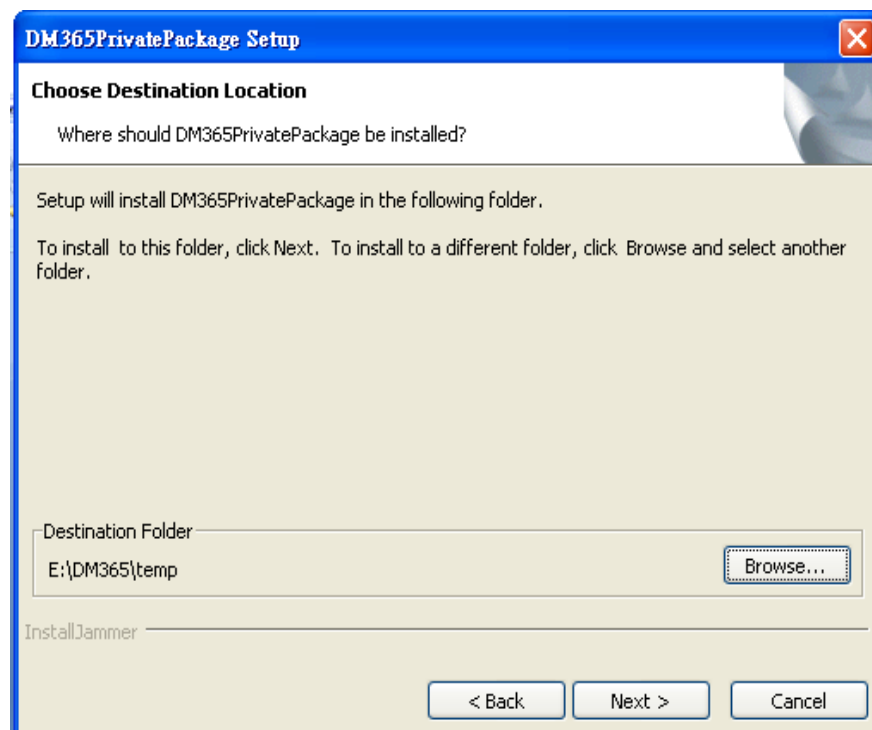 DM365PrivatePackage Setup
Choose Destination Location
Where should DM365PrivatePackage be installed?
Setup will install DM365PrivatePackage in the following folder.
To install  to this folder, click Next.  To install to a different folder, click  Browse and select another
folder.
Destination Folder
E:\DM365\temp
Browse...
InstallJammer
< Back
Next >
Cancel